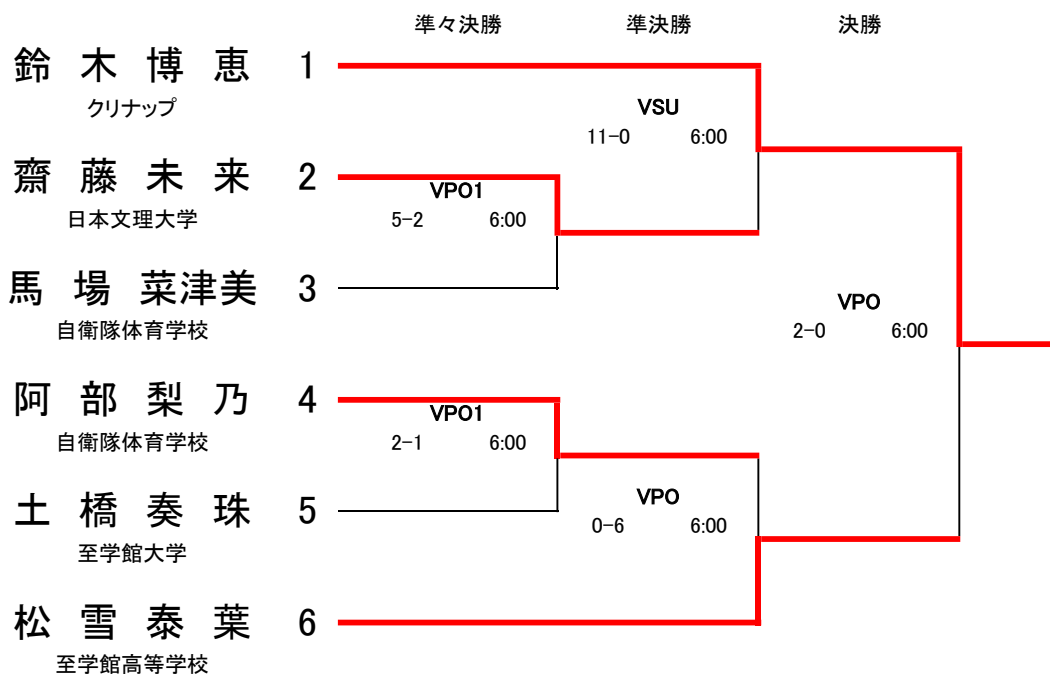 準々決勝 準決勝 決勝
鈴木博恵 1
クリナップ
VSU
11-0 6:00
齋藤未来 2
VPO1
日本文理大学
5-2 6:00
馬場菜津美 3
自衛隊体育学校
VPO
2-0 6:00
阿部梨乃 4
VPO1
自衛隊体育学校
2-1 6:00
土橋奏珠 5
VPO
0-6 6:00
至学館大学
松雪泰葉 6
至学館高等学校